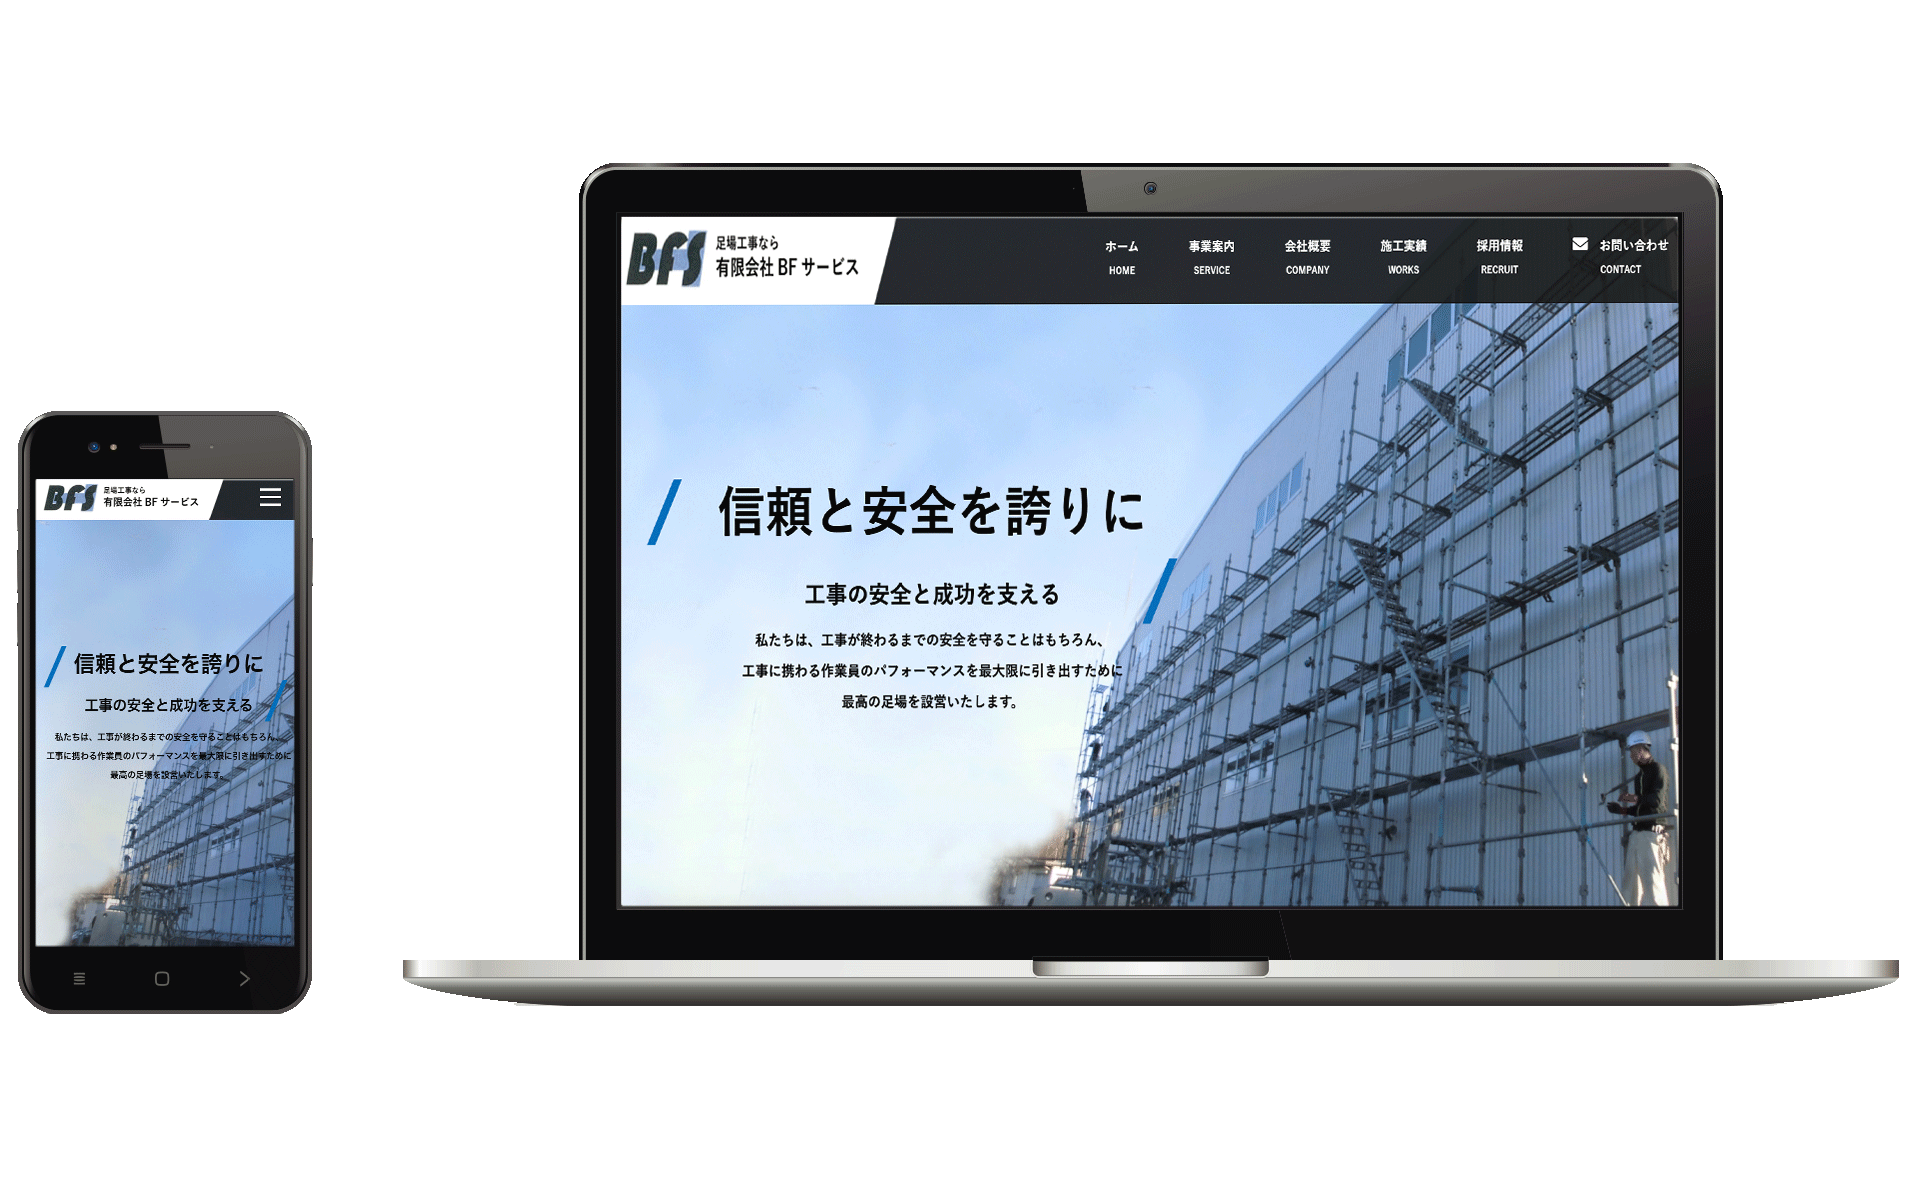 BFS
足場工事なら
有限会社 BF サービス
信頼と安全を誇りに
工事の安全と成功を支える
私たちは、工事が終わるまでの安全を守ることはもちろん、
工事に携わる作業員のパフォーマンスを最大限に引き出すために
最高の足場を設営いたします。
BFS
足場工事なら
有限会社 BF サービス
ホーム 事業案内 会社概要 施工実績 採用情報 お問い合わせ
HOME SERVICE COMPANY WORKS RECRUIT CONTACT
信頼と安全を誇りに
工事の安全と成功を支える
私たちは、工事が終わるまでの安全を守ることはもちろん、
工事に携わる作業員のパフォーマンスを最大限に引き出すために
最高の足場を設営いたします。